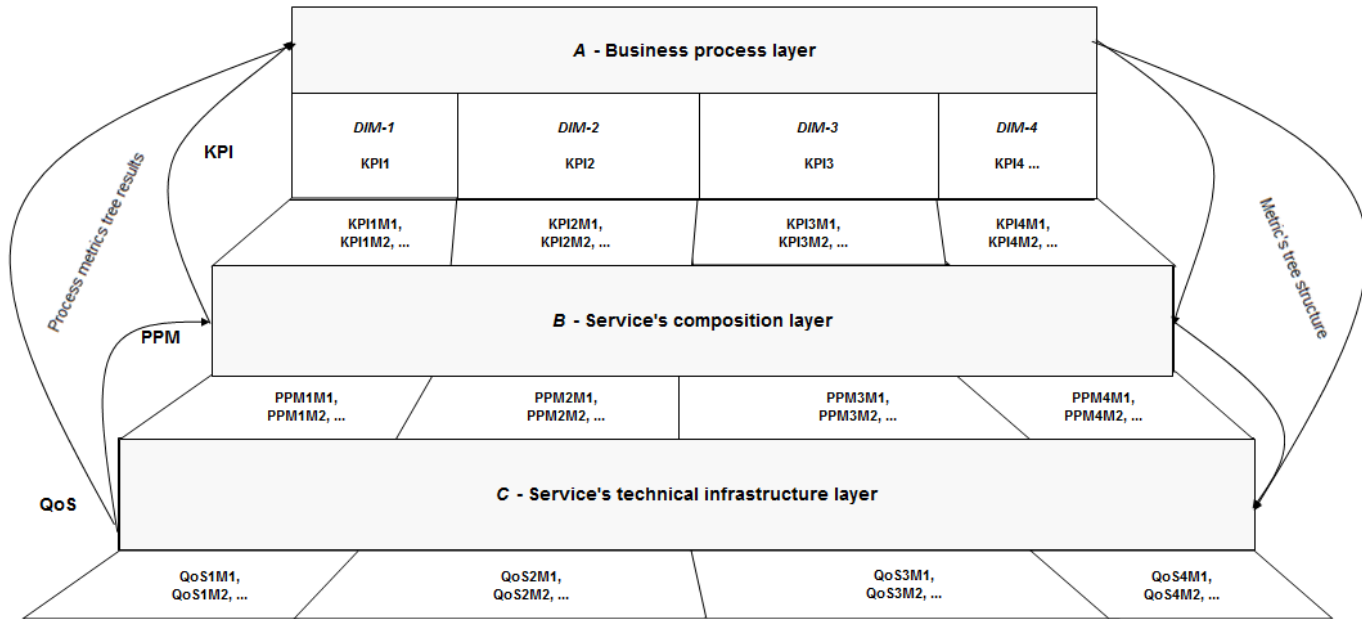 A - Business process layer
DIM-1
DIM-2
DIM-3
DIM-4
KPI
KPI1
KPI2
KPI3
KPI4 ...
Process metrics tree results
Metric's tree structure
KPI1M1,
KPI1M2, ...
KPI2M1,
KPI2M2, ...
KPI3M1,
KPI3M2, ...
KPI4M1,
KPI4M2, ...
B - Service's composition layer
PPM
PPM1M1,
PPM1M2, ...
PPM2M1,
PPM2M2, ...
PPM3M1,
PPM3M2, ...
PPM4M1,
PPM4M2, ...
C - Service's technical infrastructure layer
QoS
QoS1M1,
QoS1M2, ...
QoS2M1,
QoS2M2, ...
QoS3M1,
QoS3M2, ...
QoS4M1,
QoS4M2, ...